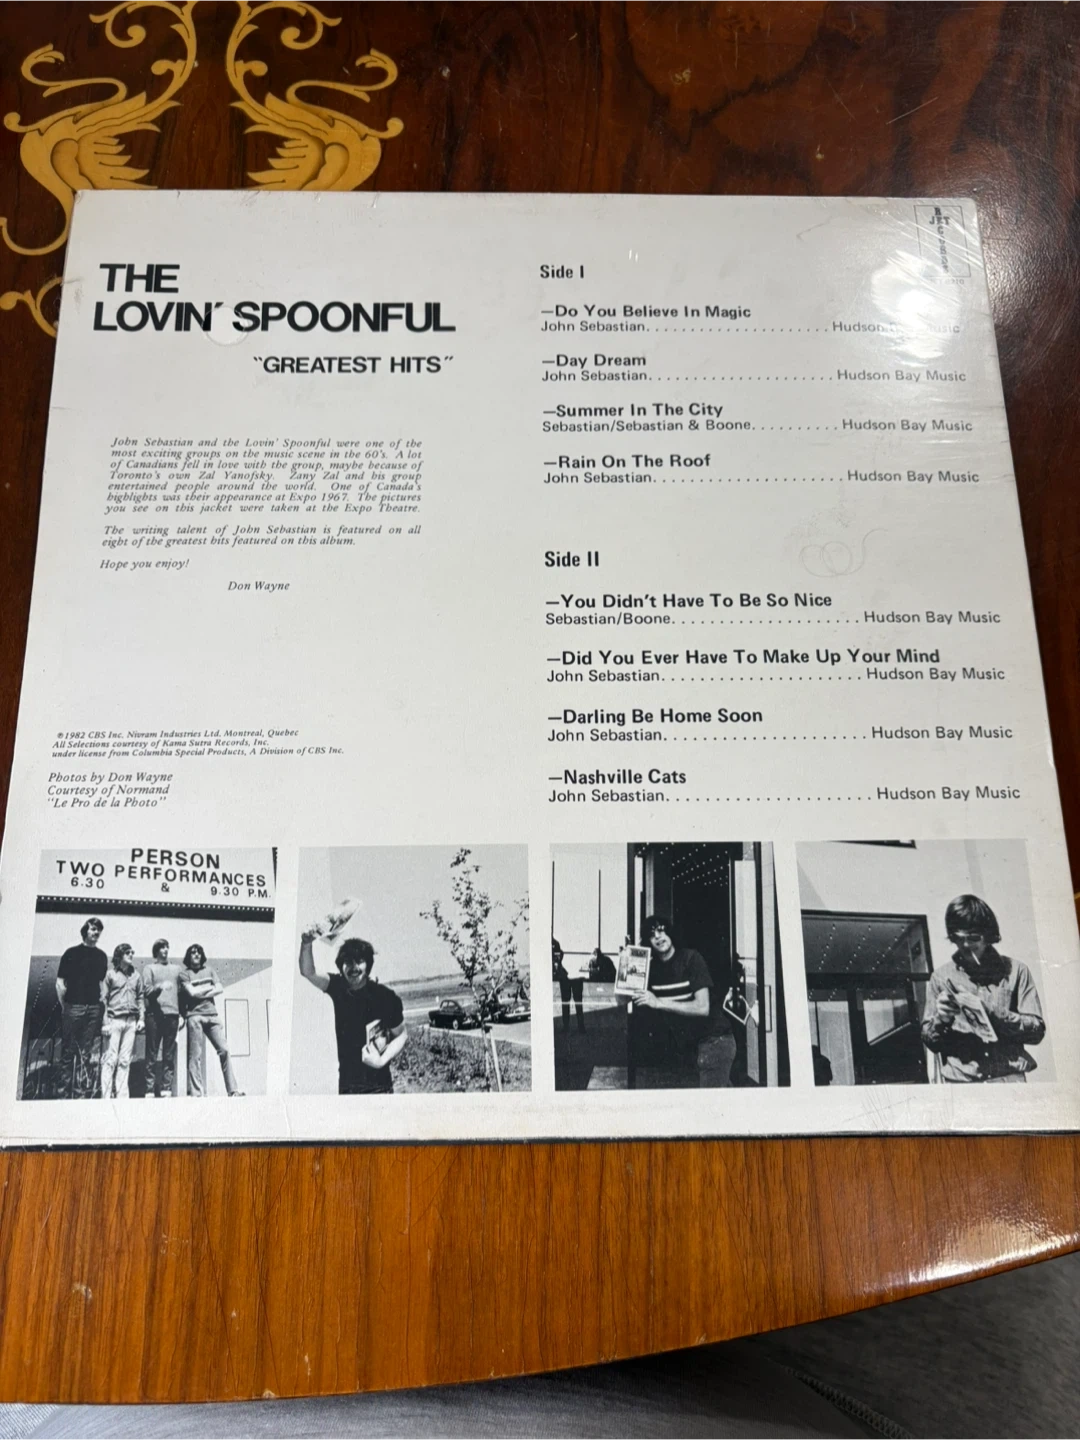 THE
LOVIN' SPOONFUL
"GREATEST HITS"
John Sebastian and the Lovin' Spoonful were one of the
most exciting groups on the music scene in the 60's. A lot
of Canadians fell in love with the group, maybe because of
Toronto's own Zal Yanofsky. Zany Zal and his group
entertained people around the world. One of Canada's
highlights was their appearance at Expo 1967. The pictures
you see on this jacket were taken at the Expo Theatre.
The writing talent of John Sebastian is featured on all
eight of the greatest hits featured on this album.
Hope you enjoy!
Don Wayne
℗1982 CBS Inc. Nivram Industries Ltd. Montreal, Quebec
All Selections courtesy of Kama Sutra Records, Inc.
under license from Columbia Special Products, A Division of CBS Inc.
Photos by Don Wayne
Courtesy of Normand
"Le Pro de la Photo"
Side I
—Do You Believe In Magic
John Sebastian. . . . . . . . . . . . . . . . . . . . . Hudson Bay Music
—Day Dream
John Sebastian. . . . . . . . . . . . . . . . . . . . . Hudson Bay Music
—Summer In The City
Sebastian/Sebastian & Boone. . . . . . . . . . Hudson Bay Music
—Rain On The Roof
John Sebastian. . . . . . . . . . . . . . . . . . . . . Hudson Bay Music
Side II
—You Didn't Have To Be So Nice
Sebastian/Boone. . . . . . . . . . . . . . . . . . . . Hudson Bay Music
—Did You Ever Have To Make Up Your Mind
John Sebastian. . . . . . . . . . . . . . . . . . . . . Hudson Bay Music
—Darling Be Home Soon
John Sebastian. . . . . . . . . . . . . . . . . . . . . Hudson Bay Music
—Nashville Cats
John Sebastian. . . . . . . . . . . . . . . . . . . . . Hudson Bay Music
PERSON
TWO PERFORMANCES
6.30 & 9.30 P.M.